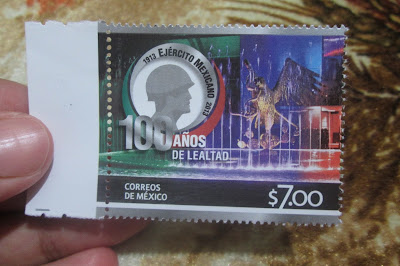 1913 EJÉRCITO MEXICANO 2013
100 AÑOS
DE LEALTAD
CORREOS
DE MÉXICO
$7.00